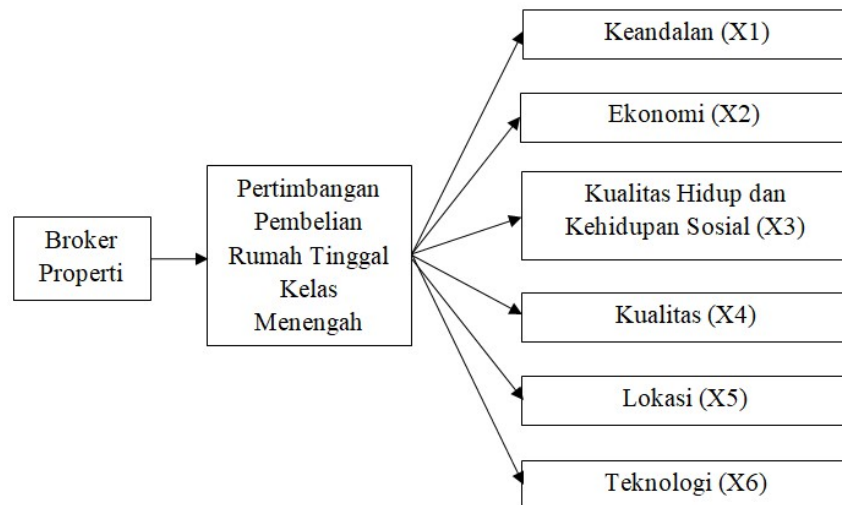 Broker
Properti
Pertimbangan
Pembelian
Rumah Tinggal
Kelas
Menengah
Keandalan (X1)
Ekonomi (X2)
Kualitas Hidup dan
Kehidupan Sosial (X3)
Kualitas (X4)
Lokasi (X5)
Teknologi (X6)